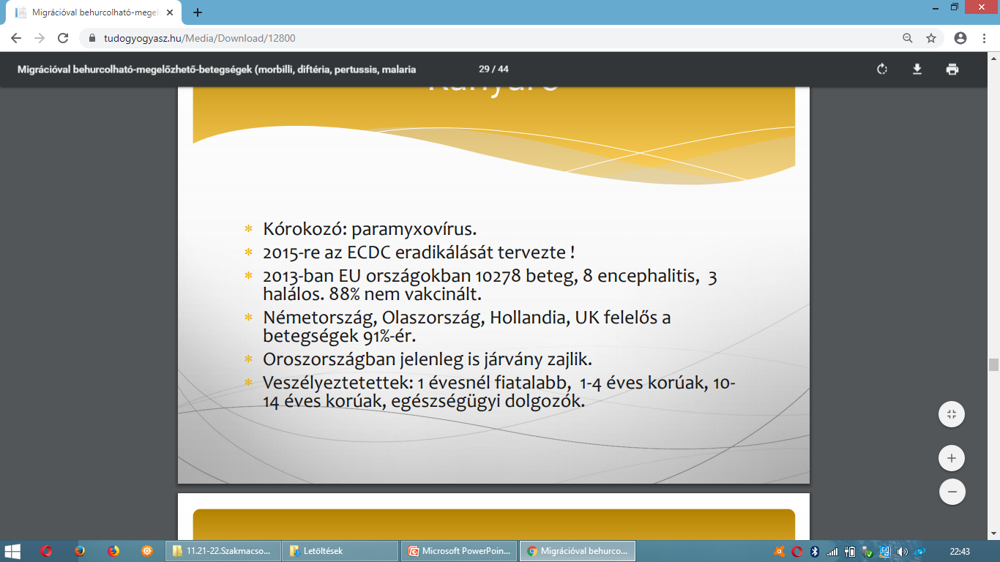 Migrációval behurcolható-megel
tudogyogyasz.hu/Media/Download/12800
Migrációval behurcolható-megelőzhető-betegségek (morbilli, diftéria, pertussis, malaria
29 / 44
Kórokozó: paramyxovírus.
2015-re az ECDC eradikálását tervezte !
2013-ban EU országokban 10278 beteg, 8 encephalitis, 3
halálos. 88% nem vakcinált.
Németország, Olaszország, Hollandia, UK felelős a
betegségek 91%-ér.
Oroszországban jelenleg is járvány zajlik.
Veszélyeztetettek: 1 évesnél fiatalabb, 1-4 éves korúak, 10-
14 éves korúak, egészségügyi dolgozók.
11.21-22.Szakmacso...
Letöltések
Microsoft PowerPoin...
Migrációval behurco...
22:43